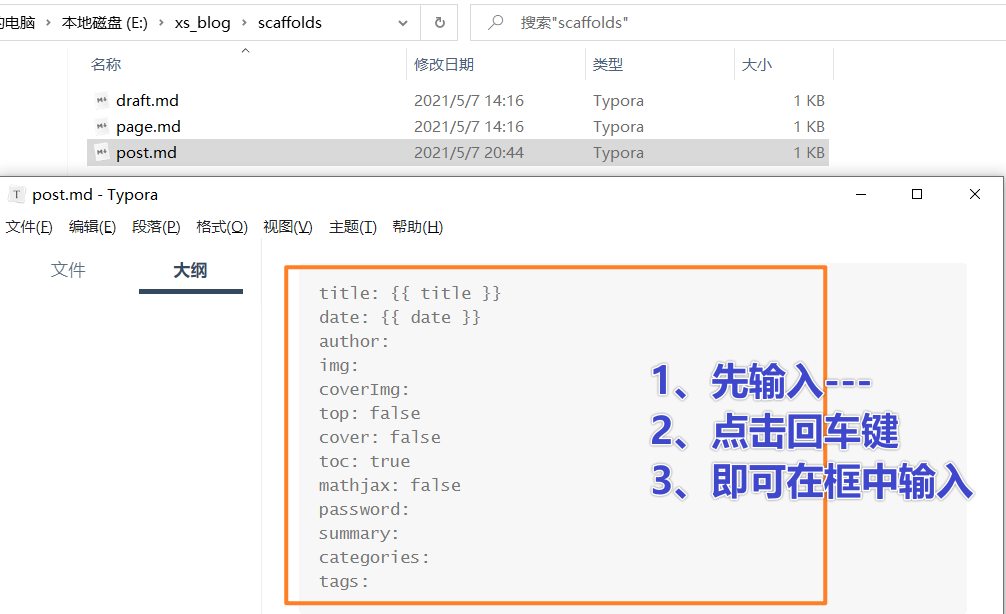 的电脑 › 本地磁盘 (E:) › xs_blog › scaffolds
搜索"scaffolds"
名称 修改日期 类型 大小
draft.md 2021/5/7 14:16 Typora 1 KB
page.md 2021/5/7 14:16 Typora 1 KB
post.md 2021/5/7 20:44 Typora 1 KB
T post.md - Typora
文件(F) 编辑(E) 段落(P) 格式(O) 视图(V) 主题(T) 帮助(H)
文件 大纲
title: {{ title }}
date: {{ date }}
author:
img:
coverImg:
top: false
cover: false
toc: true
mathjax: false
password:
summary:
categories:
tags:
1、先输入---
2、点击回车键
3、即可在框中输入